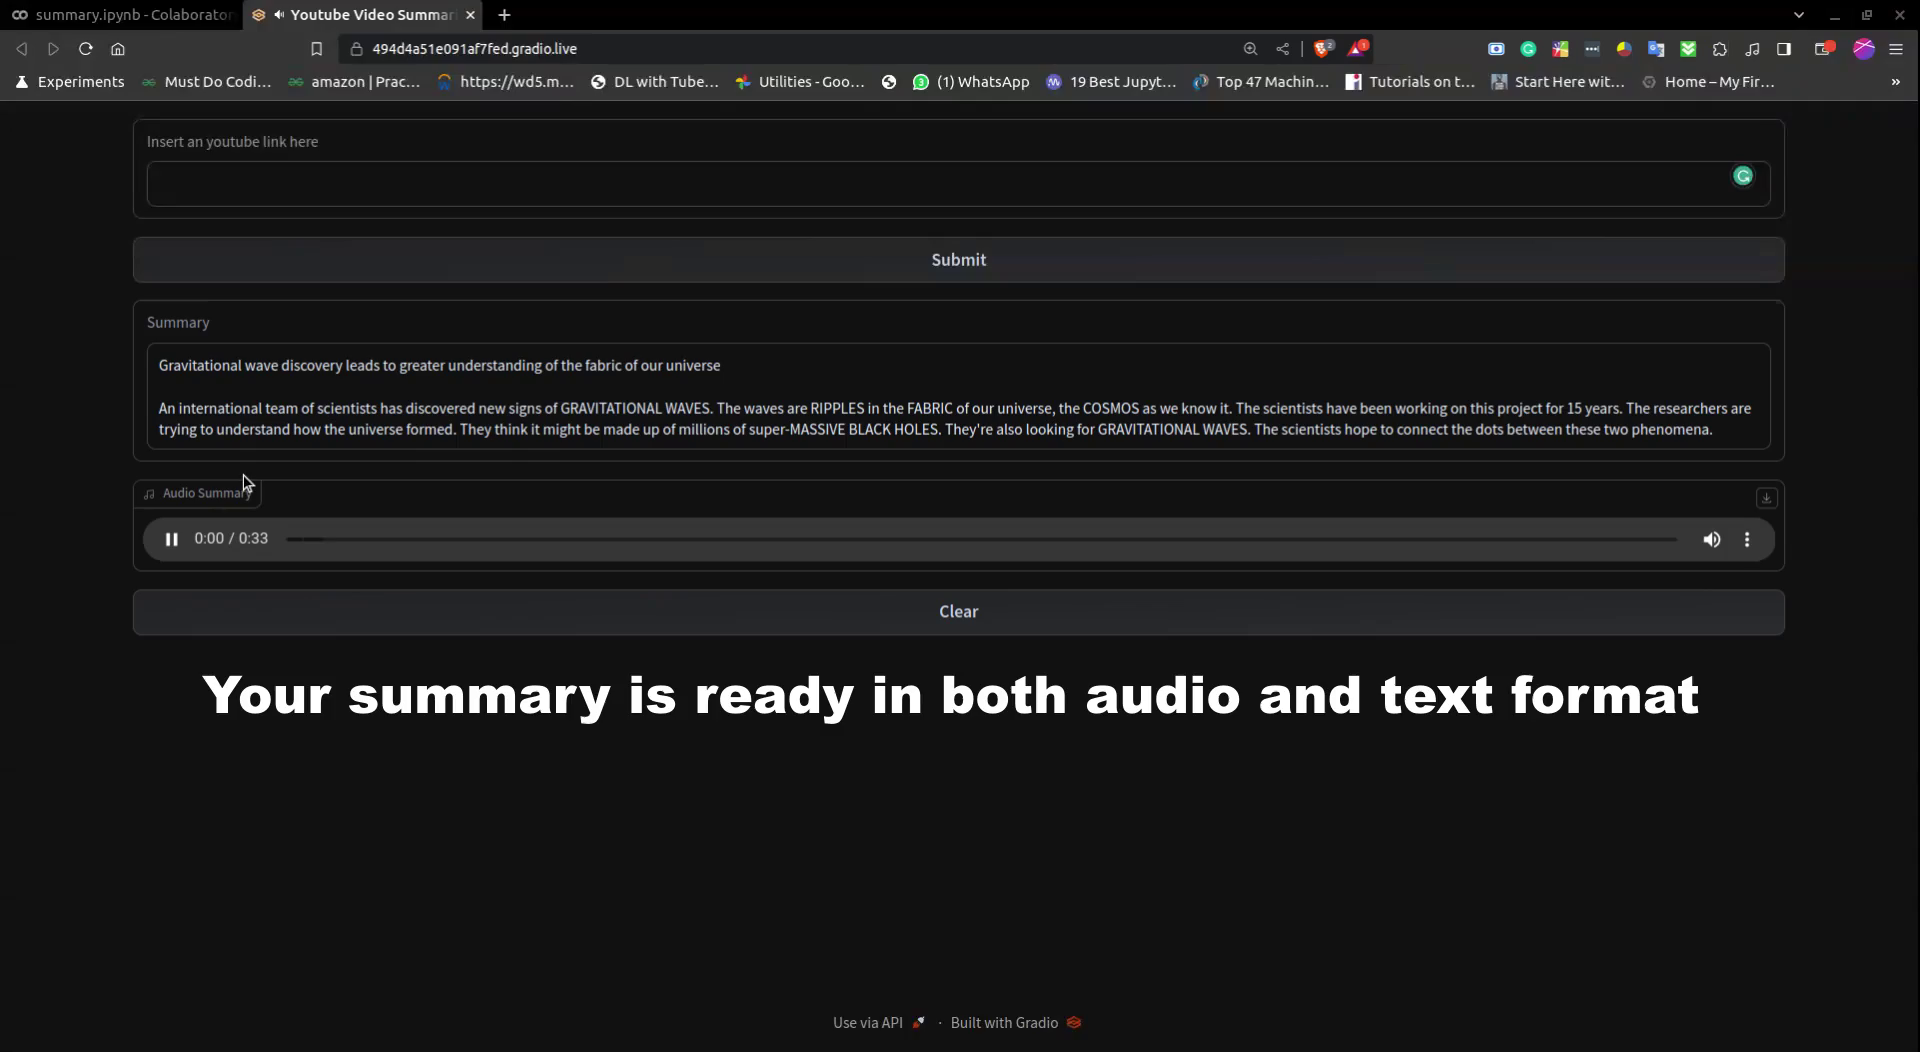 summary.ipynb - Colaborator
Youtube Video Summar
494d4a51e091af7fed.gradio.live
2
1
Experiments
Must Do Codi...
amazon | Prac...
https://wd5.m...
DL with Tube...
Utilities - Goo...
(1) WhatsApp
19 Best Jupyt...
Top 47 Machin...
Tutorials on t...
Start Here wit...
Home – My Fir...
»
Insert an youtube link here
Submit
Summary
Gravitational wave discovery leads to greater understanding of the fabric of our universe
An international team of scientists has discovered new signs of GRAVITATIONAL WAVES. The waves are RIPPLES in the FABRIC of our universe, the COSMOS as we know it. The scientists have been working on this project for 15 years. The researchers are
trying to understand how the universe formed. They think it might be made up of millions of super-MASSIVE BLACK HOLES. They're also looking for GRAVITATIONAL WAVES. The scientists hope to connect the dots between these two phenomena.
Audio Summary
0:00 / 0:33
Clear
Your summary is ready in both audio and text format
Use via API · Built with Gradio